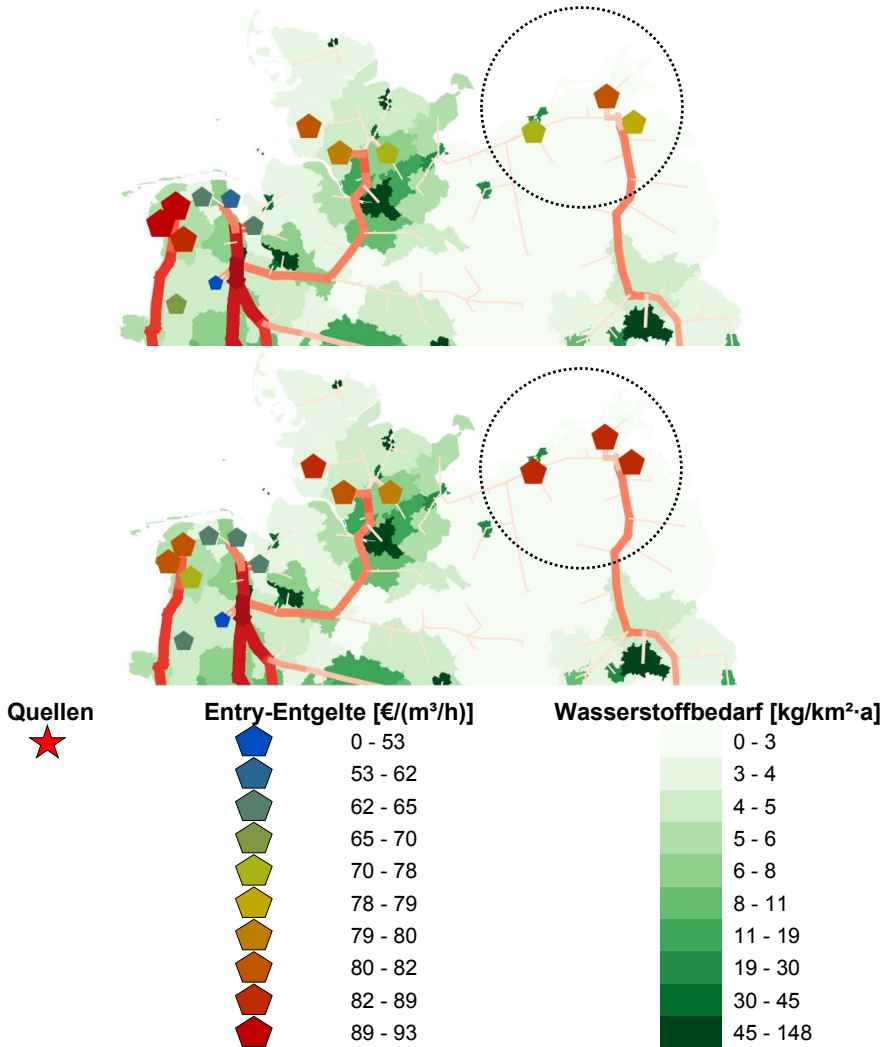 Quellen Entry-Entgelte [€/(m³/h)] Wasserstoffbedarf [kg/km²·a]
0 - 53 0 - 3
53 - 62 3 - 4
62 - 65 4 - 5
65 - 70 5 - 6
70 - 78 6 - 8
78 - 79 8 - 11
79 - 80 11 - 19
80 - 82 19 - 30
82 - 89 30 - 45
89 - 93 45 - 148